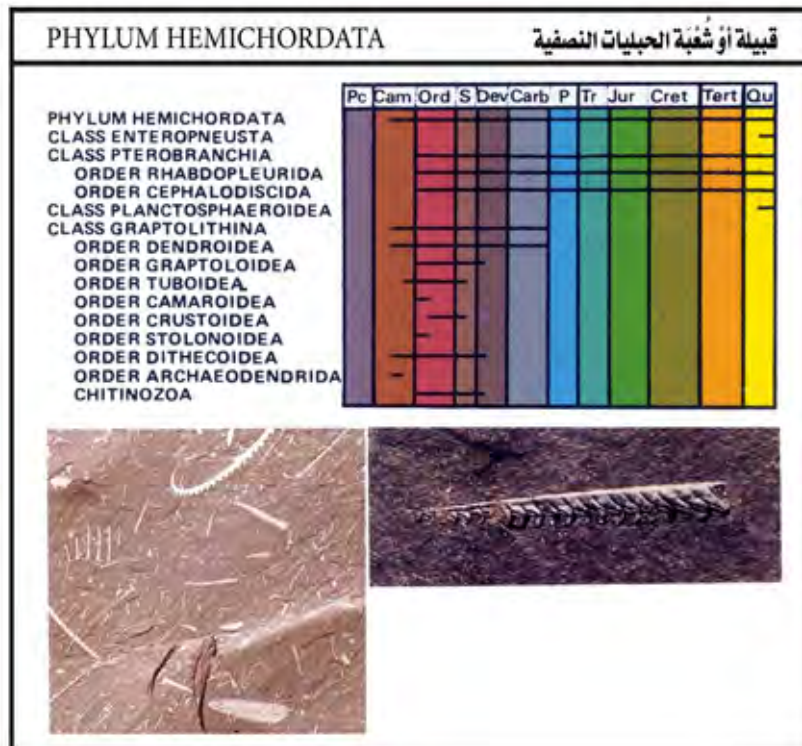 PHYLUM HEMICHORDATA
قبيلة أوْ شُعْبَة الحبليات النصفية
Pc Cam Ord S Dev Carb P Tr Jur Cret Tert Qu
PHYLUM HEMICHORDATA
CLASS ENTEROPNEUSTA
CLASS PTEROBRANCHIA
ORDER RHABDOPLEURIDA
ORDER CEPHALODISCIDA
CLASS PLANCTOSPHAEROIDEA
CLASS GRAPTOLITHINA
ORDER DENDROIDEA
ORDER GRAPTOLOIDEA
ORDER TUBOIDEA
ORDER CAMAROIDEA
ORDER CRUSTOIDEA
ORDER STOLONOIDEA
ORDER DITHECOIDEA
ORDER ARCHAEODENDRIDA
CHITINOZOA